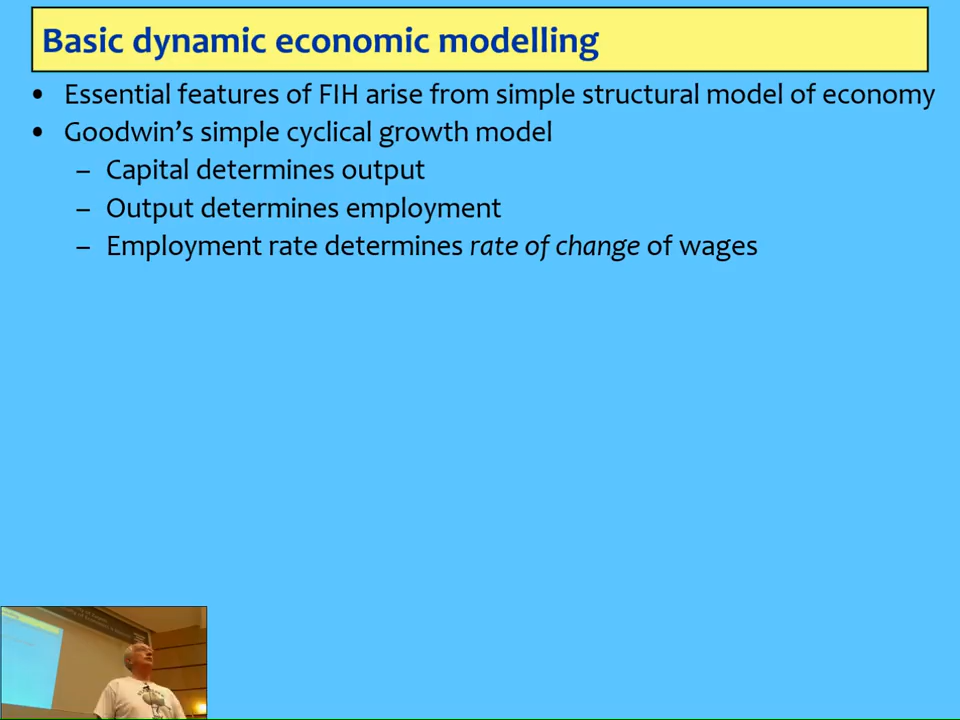 Basic dynamic economic modelling
• Essential features of FIH arise from simple structural model of economy
• Goodwin's simple cyclical growth model
– Capital determines output
– Output determines employment
– Employment rate determines rate of change of wages